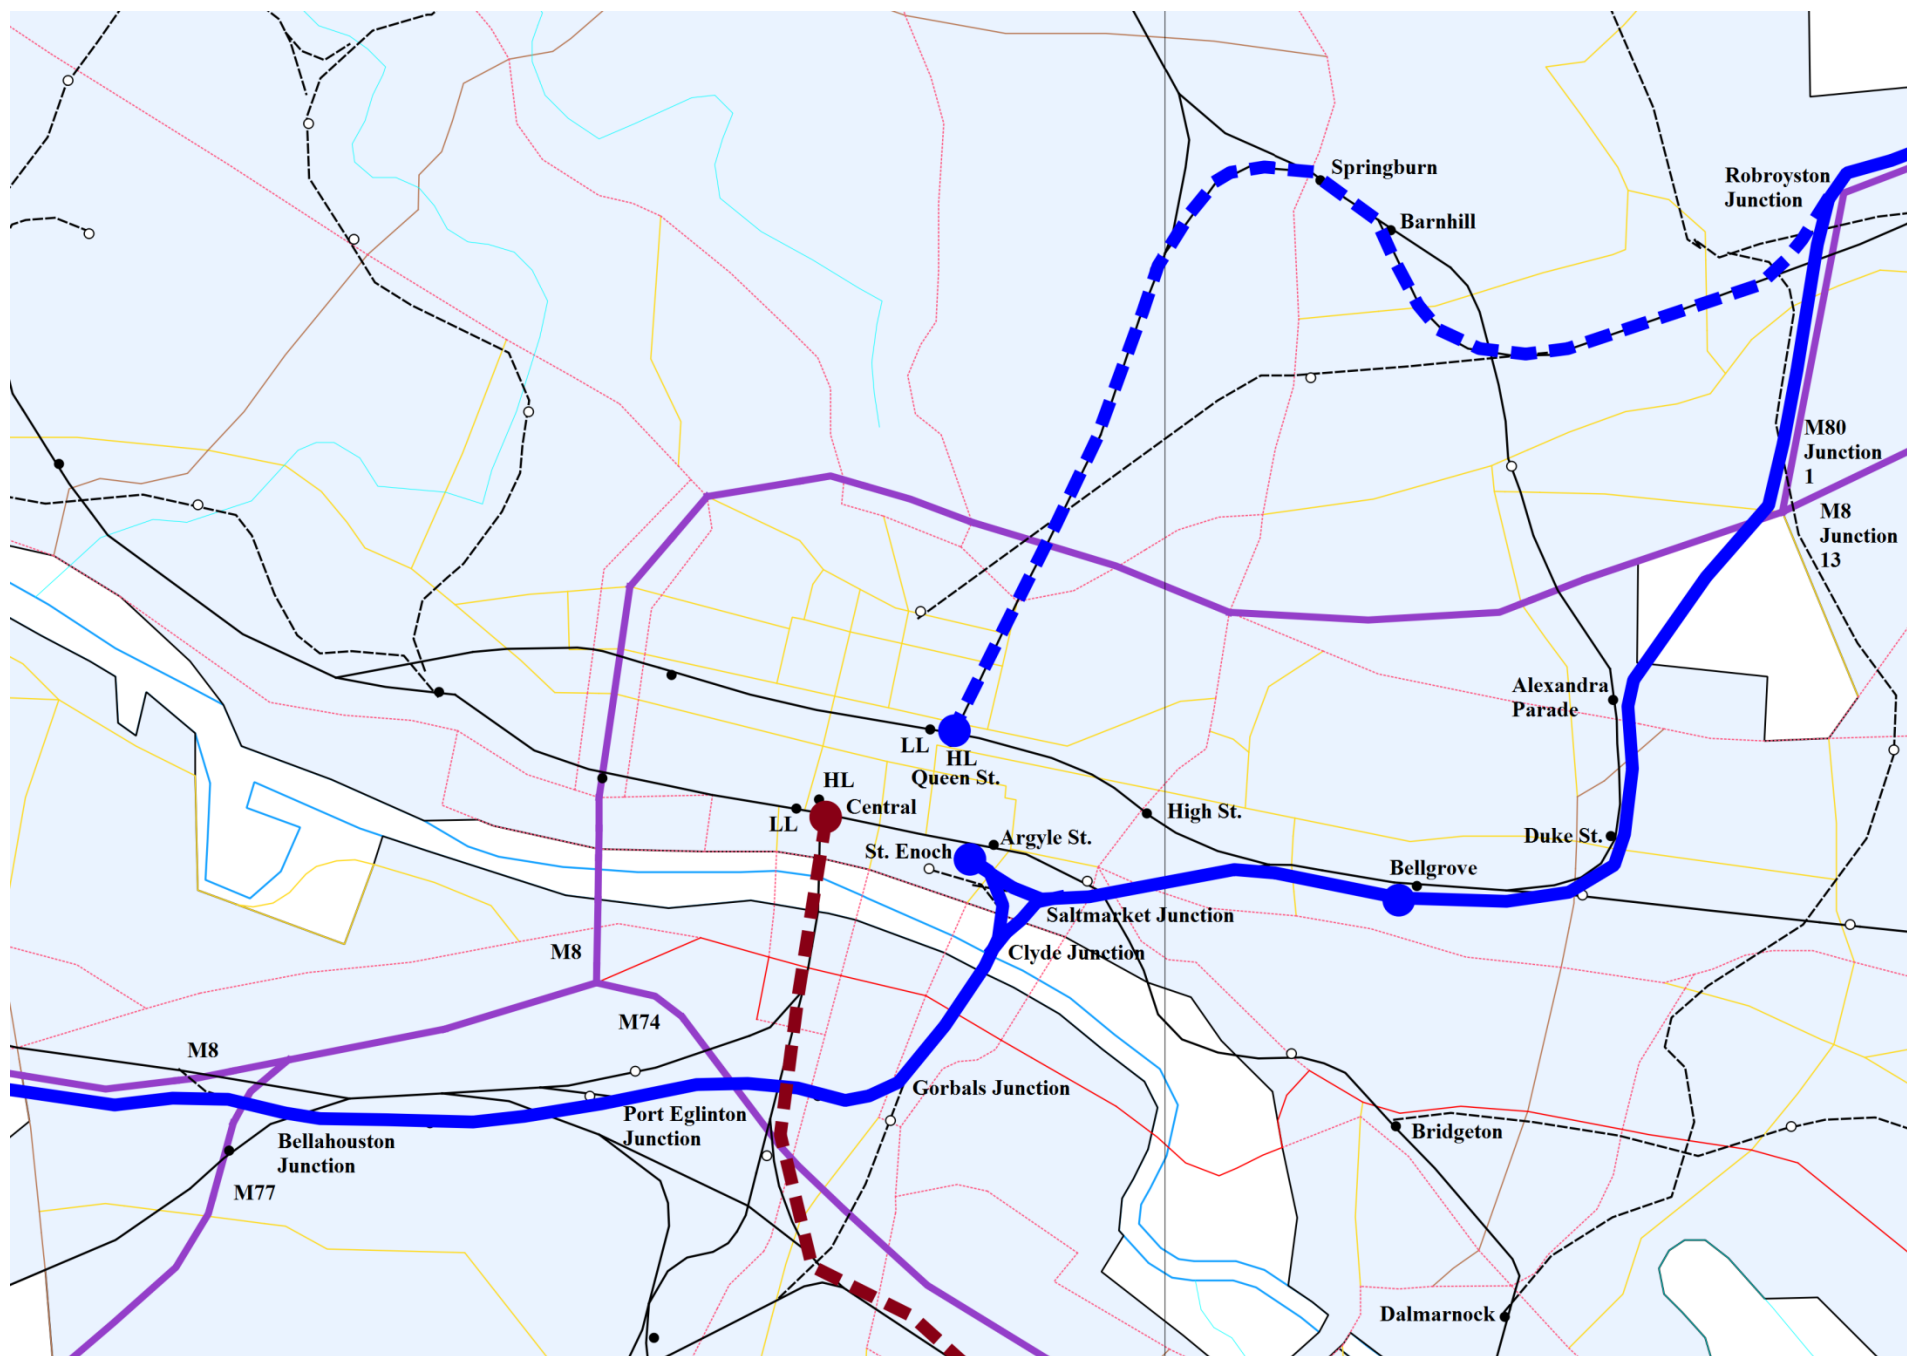 Springburn
Robroyston
Junction
Barnhill
M80
Junction
1
M8
Junction
13
Alexandra
Parade
LL
HL
Queen St.
HL
Central
LL
High St.
Argyle St.
St. Enoch
Duke St.
Bellgrove
Saltmarket Junction
Clyde Junction
M8
M74
M8
Gorbals Junction
Port Eglinton
Junction
Bellahouston
Junction
Bridgeton
M77
Dalmarnock